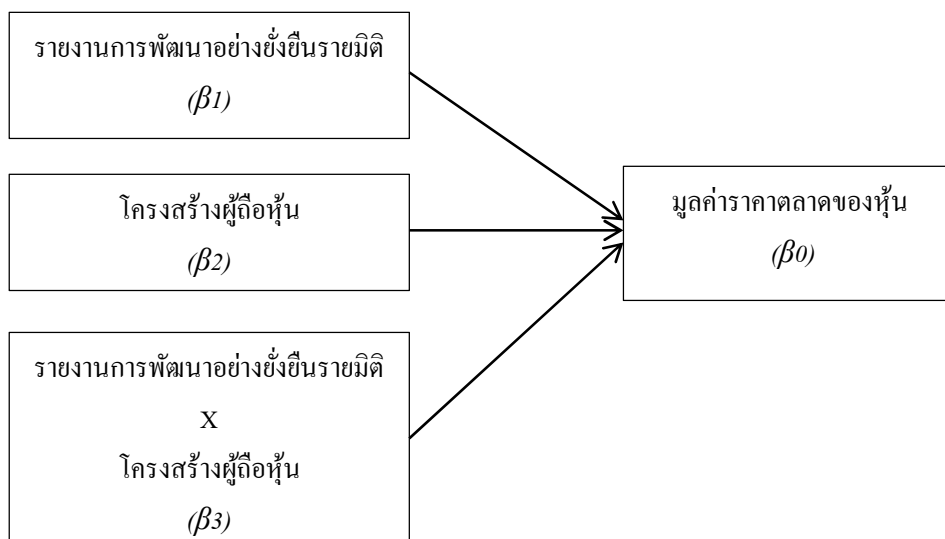 รายงานการพัฒนาอย่างยั่งยืนรายมิติ
(β1)
โครงสร้างผู้ถือหุ้น
(β2)
รายงานการพัฒนาอย่างยั่งยืนรายมิติ
X
โครงสร้างผู้ถือหุ้น
(β3)
มูลค่าราคาตลาดของหุ้น
(β0)